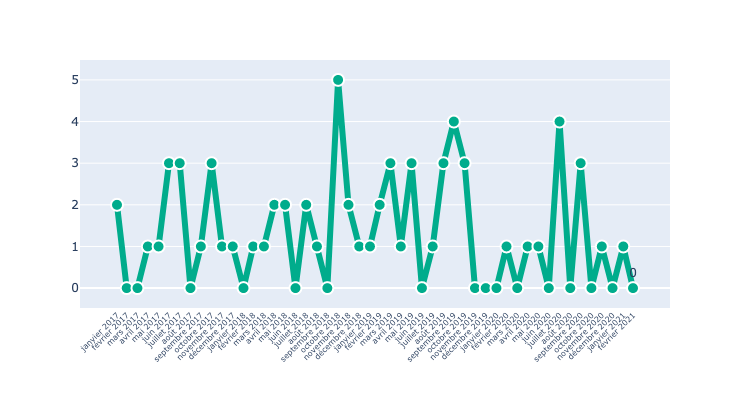 5
4
3
2
1
0
0
janvier 2017
février 2017
mars 2017
avril 2017
mai 2017
juin 2017
juillet 2017
août 2017
septembre 2017
octobre 2017
novembre 2017
décembre 2017
janvier 2018
février 2018
mars 2018
avril 2018
mai 2018
juin 2018
juillet 2018
août 2018
septembre 2018
octobre 2018
novembre 2018
décembre 2018
janvier 2019
février 2019
mars 2019
avril 2019
mai 2019
juin 2019
juillet 2019
août 2019
septembre 2019
octobre 2019
novembre 2019
décembre 2019
janvier 2020
février 2020
mars 2020
avril 2020
mai 2020
juin 2020
juillet 2020
août 2020
septembre 2020
octobre 2020
novembre 2020
décembre 2020
janvier 2021
février 2021